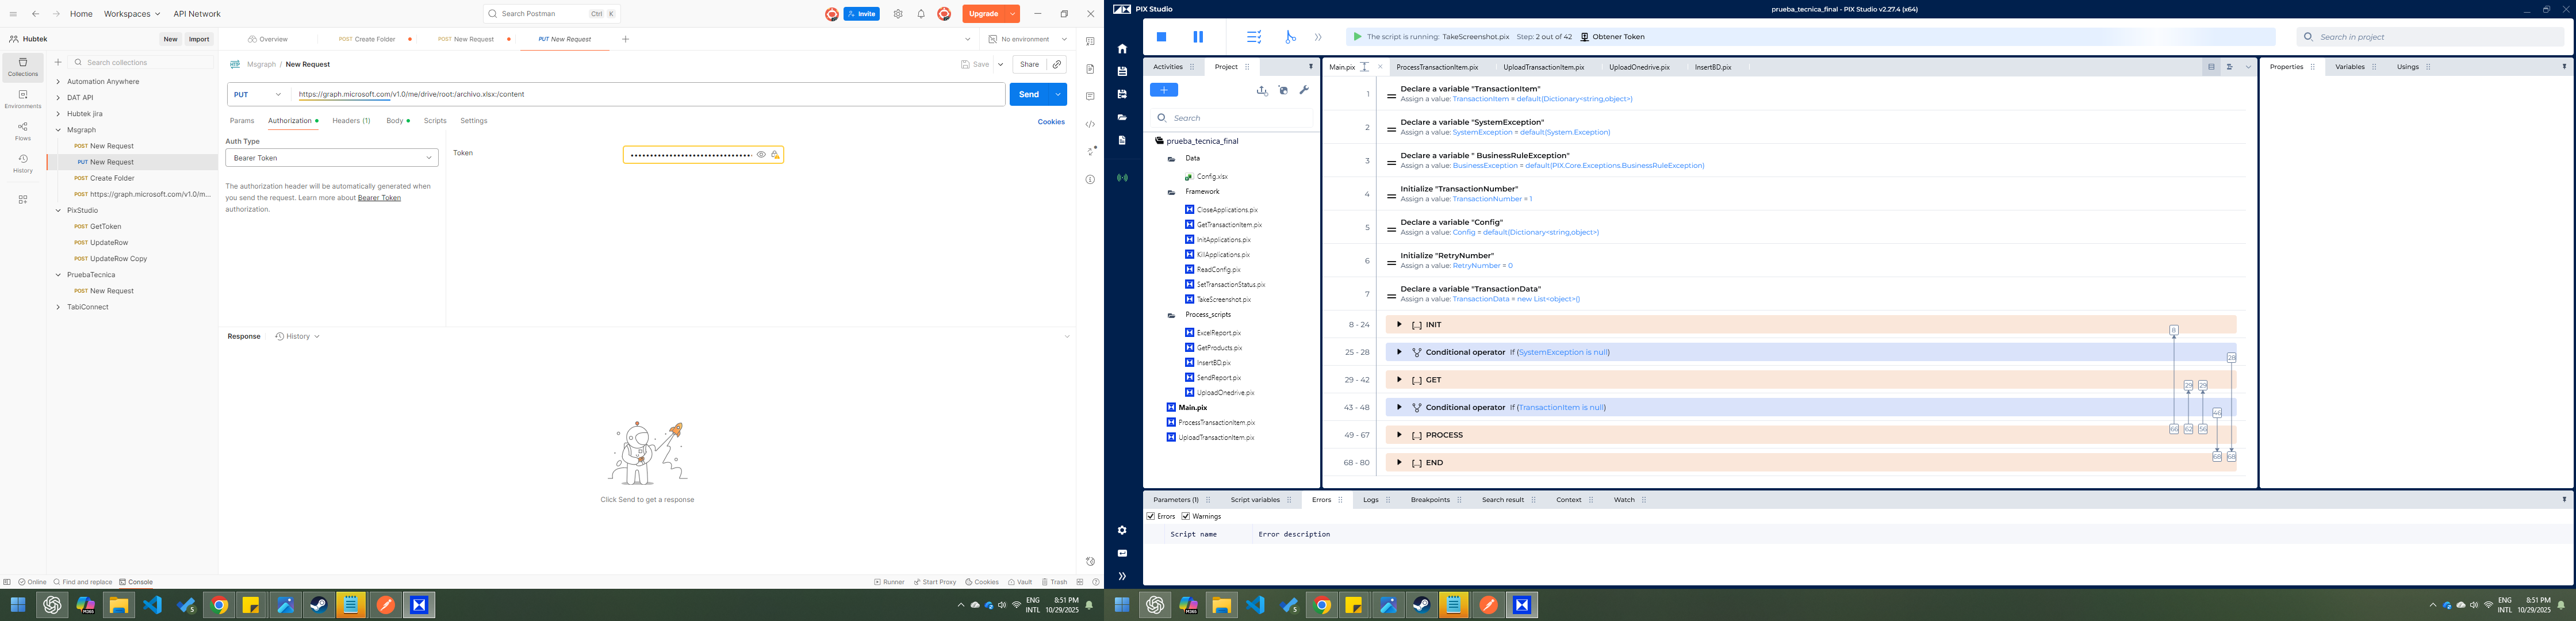 Home
Workspaces
API Network
Search Postman
Ctrl
K
Invite
Upgrade
Hubtek
New
Import
Overview
POST Create Folder
POST New Request
PUT New Request
No environment
Collections
Environments
Flows
History
Search collections
Automation Anywhere
DAT API
Hubtek jira
Msgraph
POST New Request
PUT New Request
POST Create Folder
POST https://graph.microsoft.com/v1.0/m...
PixStudio
POST GetToken
POST UpdateRow
POST UpdateRow Copy
PruebaTecnica
POST New Request
TabiConnect
Msgraph / New Request
Save
Share
PUT
https://graph.microsoft.com/v1.0/me/drive/root:/archivo.xlsx:/content
Send
Params
Authorization
Headers (1)
Body
Scripts
Settings
Cookies
Auth Type
Bearer Token
The authorization header will be automatically generated when
you send the request. Learn more about Bearer Token
authorization.
Token
Response
History
Click Send to get a response
Online
Find and replace
Console
Runner
Start Proxy
Cookies
Vault
Trash
5
ENG
INTL
8:51 PM
10/29/2025
PIX Studio
prueba_tecnica_final - PIX Studio v2.27.4 (x64)
The script is running: TakeScreenshot.pix Step: 2 out of 42 Obtener Token
Search in project
Activities
Project
Search
prueba_tecnica_final
Data
Config.xlsx
Framework
CloseApplications.pix
GetTransactionItem.pix
InitApplications.pix
KillApplications.pix
ReadConfig.pix
SetTransactionStatus.pix
TakeScreenshot.pix
Process_scripts
ExcelReport.pix
GetProducts.pix
InsertBD.pix
SendReport.pix
UploadOnedrive.pix
Main.pix
ProcessTransactionItem.pix
UploadTransactionItem.pix
Main.pix
ProcessTransactionItem.pix
UploadTransactionItem.pix
UploadOnedrive.pix
InsertBD.pix
1
Declare a variable "TransactionItem"
Assign a value: TransactionItem = default(Dictionary<string,object>)
2
Declare a variable "SystemException"
Assign a value: SystemException = default(System.Exception)
3
Declare a variable " BusinessRuleException"
Assign a value: BusinessException = default(PIX.Core.Exceptions.BusinessRuleException)
4
Initialize "TransactionNumber"
Assign a value: TransactionNumber = 1
5
Declare a variable "Config"
Assign a value: Config = default(Dictionary<string,object>)
6
Initialize "RetryNumber"
Assign a value: RetryNumber = 0
7
Declare a variable "TransactionData"
Assign a value: TransactionData = new List<object>()
8 - 24 [...] INIT
8
25 - 28 Conditional operator If (SystemException is null)
28
29 - 42 [...] GET
29 29
43 - 48 Conditional operator If (TransactionItem is null)
46
49 - 67 [...] PROCESS
66 62 56
68 - 80 [...] END
68 68
Properties
Variables
Usings
Parameters (1)
Script variables
Errors
Logs
Breakpoints
Search result
Context
Watch
Errors
Warnings
Script name
Error description
5
ENG
INTL
8:51 PM
10/29/2025